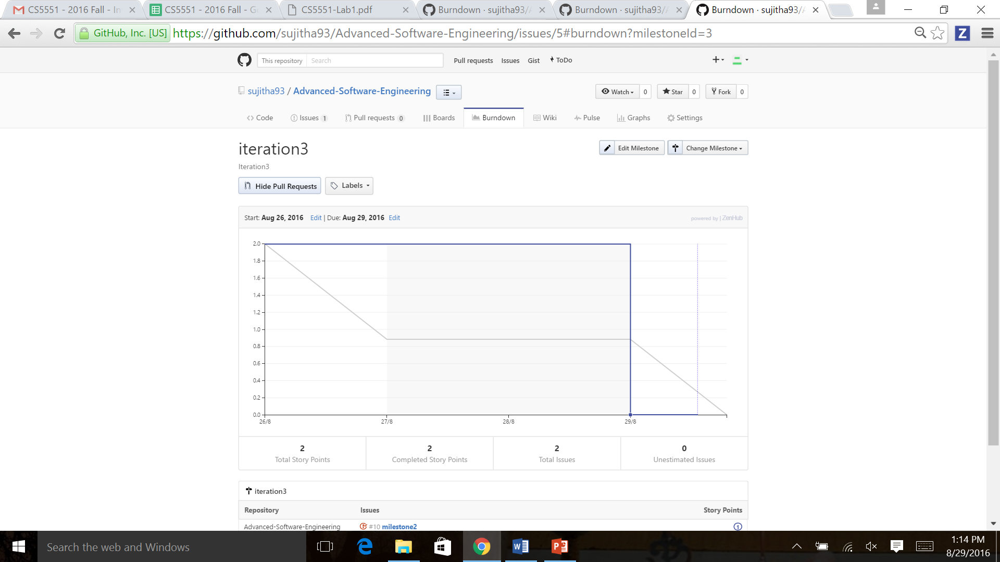 CS5551 - 2016 Fall - In
CS5551 - 2016 Fall - Go
CS5551-Lab1.pdf
Burndown · sujitha93/A
Burndown · sujitha93/A
Burndown · sujitha93/A
GitHub, Inc. [US] https://github.com/sujitha93/Advanced-Software-Engineering/issues/5#burndown?milestoneId=3
Z
This repository Search Pull requests Issues Gist ToDo
sujitha93 / Advanced-Software-Engineering
Watch 0 Star 0 Fork 0
Code Issues 1 Pull requests 0 Boards Burndown Wiki Pulse Graphs Settings
iteration3
Edit Milestone Change Milestone
Iteration3
Hide Pull Requests Labels
Start: Aug 26, 2016 Edit | Due: Aug 29, 2016 Edit
powered by | ZenHub
2.0
1.8
1.6
1.4
1.2
1.0
0.8
0.6
0.4
0.2
0.0
26/8 27/8 28/8 29/8
2 2 2 0
Total Story Points Completed Story Points Total Issues Unestimated Issues
iteration3
Repository Issues Story Points
Advanced-Software-Engineering #10 milestone2 1
Search the web and Windows
1:14 PM
8/29/2016